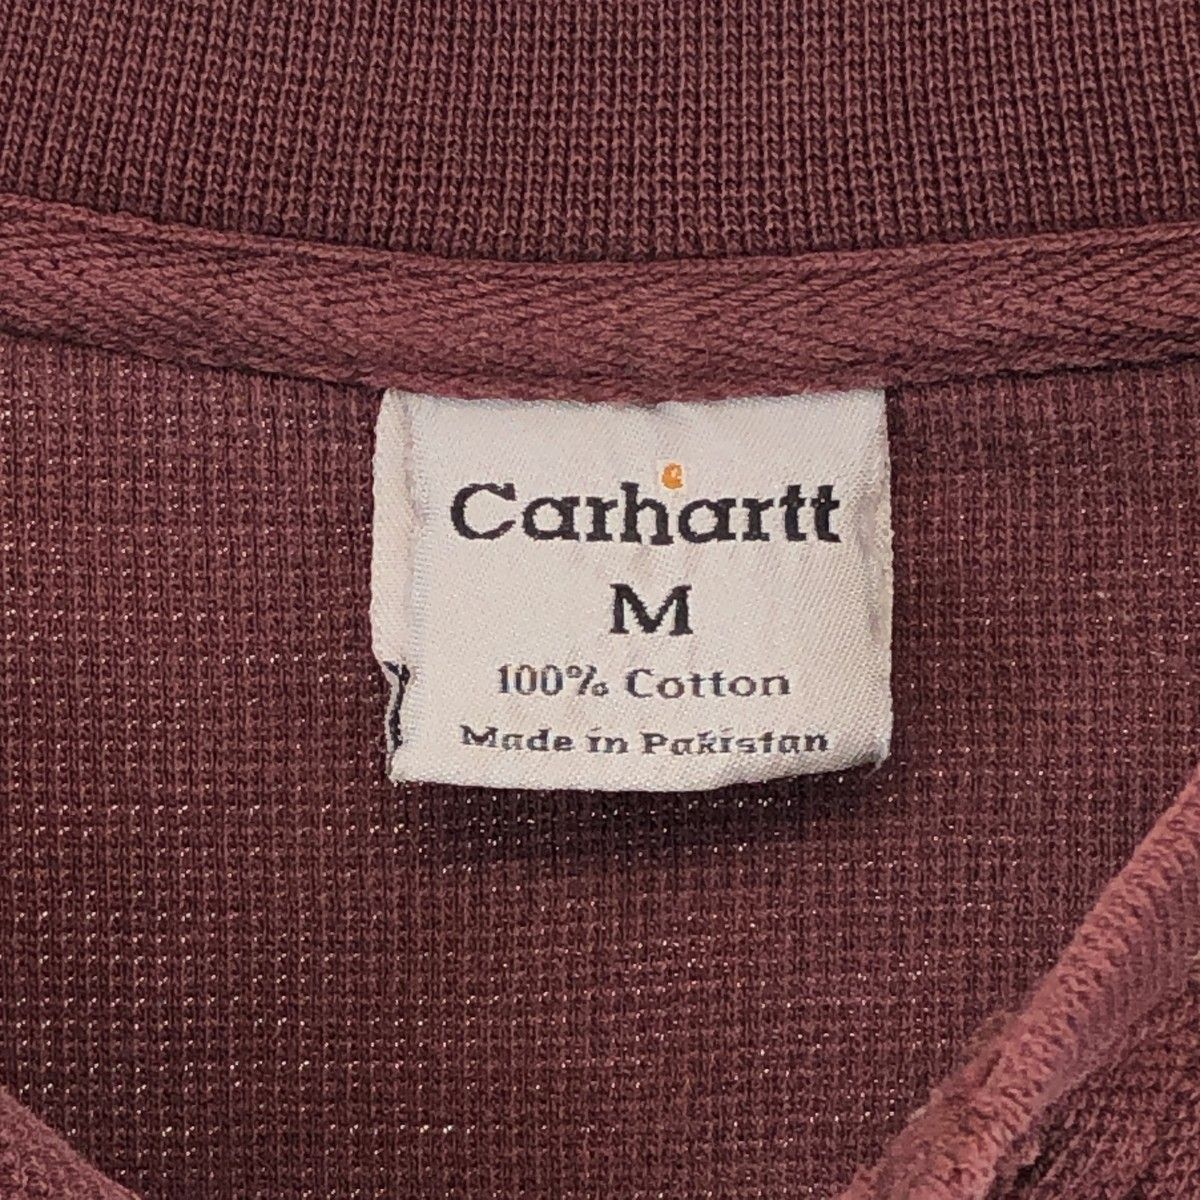 Carhartt
M
100% Cotton
Made in Pakistan